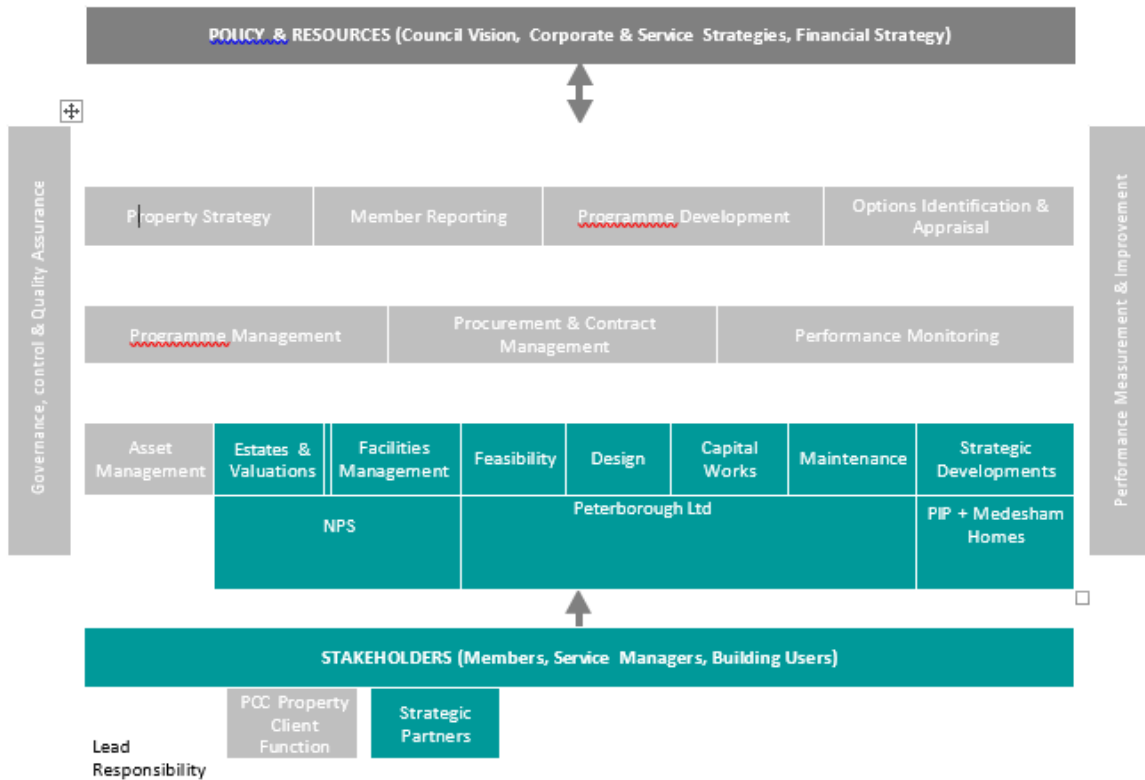 POLICY & RESOURCES (Council Vision, Corporate & Service Strategies, Financial Strategy)
Governance, control & Quality Assurance
Performance Measurement & Improvement
Property Strategy
Member Reporting
Programme Development
Options Identification &
Appraisal
Programme Management
Procurement & Contract
Management
Performance Monitoring
Asset
Management
Estates &
Valuations
Facilities
Management
Feasibility
Design
Capital
Works
Maintenance
Strategic
Developments
NPS
Peterborough Ltd
PIP + Medesham
Homes
STAKEHOLDERS (Members, Service Managers, Building Users)
Lead
Responsibility
PCC Property
Client
Function
Strategic
Partners